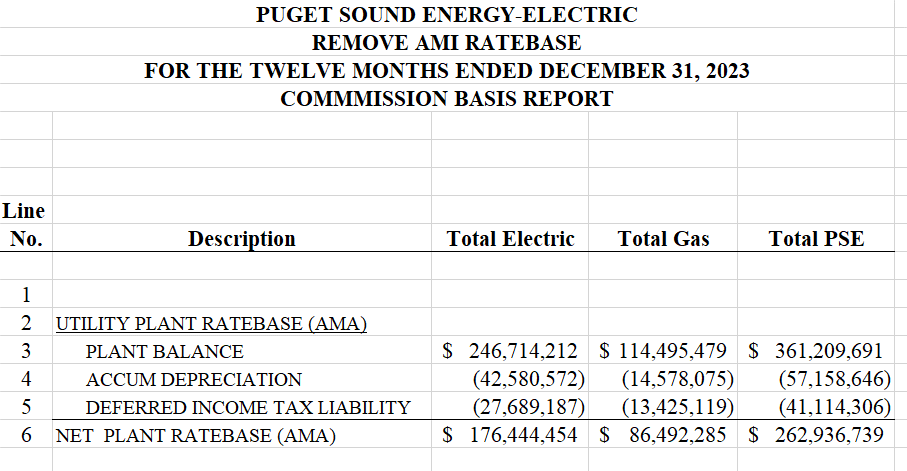 PUGET SOUND ENERGY-ELECTRIC
REMOVE AMI RATEBASE
FOR THE TWELVE MONTHS ENDED DECEMBER 31, 2023
COMMMISSION BASIS REPORT
Line
No. Description Total Electric Total Gas Total PSE
1
2 UTILITY PLANT RATEBASE (AMA)
3 PLANT BALANCE $ 246,714,212 $ 114,495,479 $ 361,209,691
4 ACCUM DEPRECIATION (42,580,572) (14,578,075) (57,158,646)
5 DEFERRED INCOME TAX LIABILITY (27,689,187) (13,425,119) (41,114,306)
6 NET PLANT RATEBASE (AMA) $ 176,444,454 $ 86,492,285 $ 262,936,739